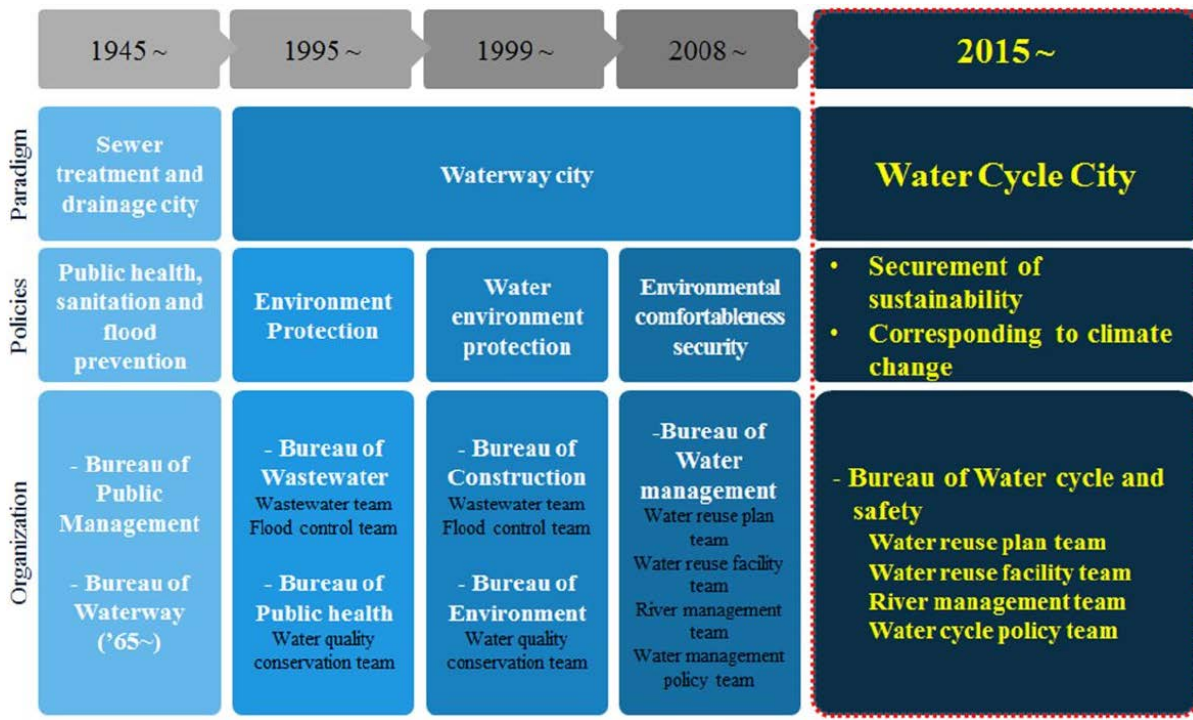 1945 ~
1995 ~
1999 ~
2008 ~
2015 ~
Paradigm
Sewer
treatment and
drainage city
Waterway city
Water Cycle City
Policies
Public health,
sanitation and
flood
prevention
Environment
Protection
Water
environment
protection
Environmental
comfortableness
security
• Securement of
sustainability
• Corresponding to climate
change
Organization
- Bureau of
Public
Management
- Bureau of
Waterway
('65~)
- Bureau of
Wastewater
Wastewater team
Flood control team
- Bureau of
Public health
Water quality
conservation team
- Bureau of
Construction
Wastewater team
Flood control team
- Bureau of
Environment
Water quality
conservation team
-Bureau of
Water
management
Water reuse plan
team
Water reuse facility
team
River management
team
Water management
policy team
- Bureau of Water cycle and
safety
Water reuse plan team
Water reuse facility team
River management team
Water cycle policy team